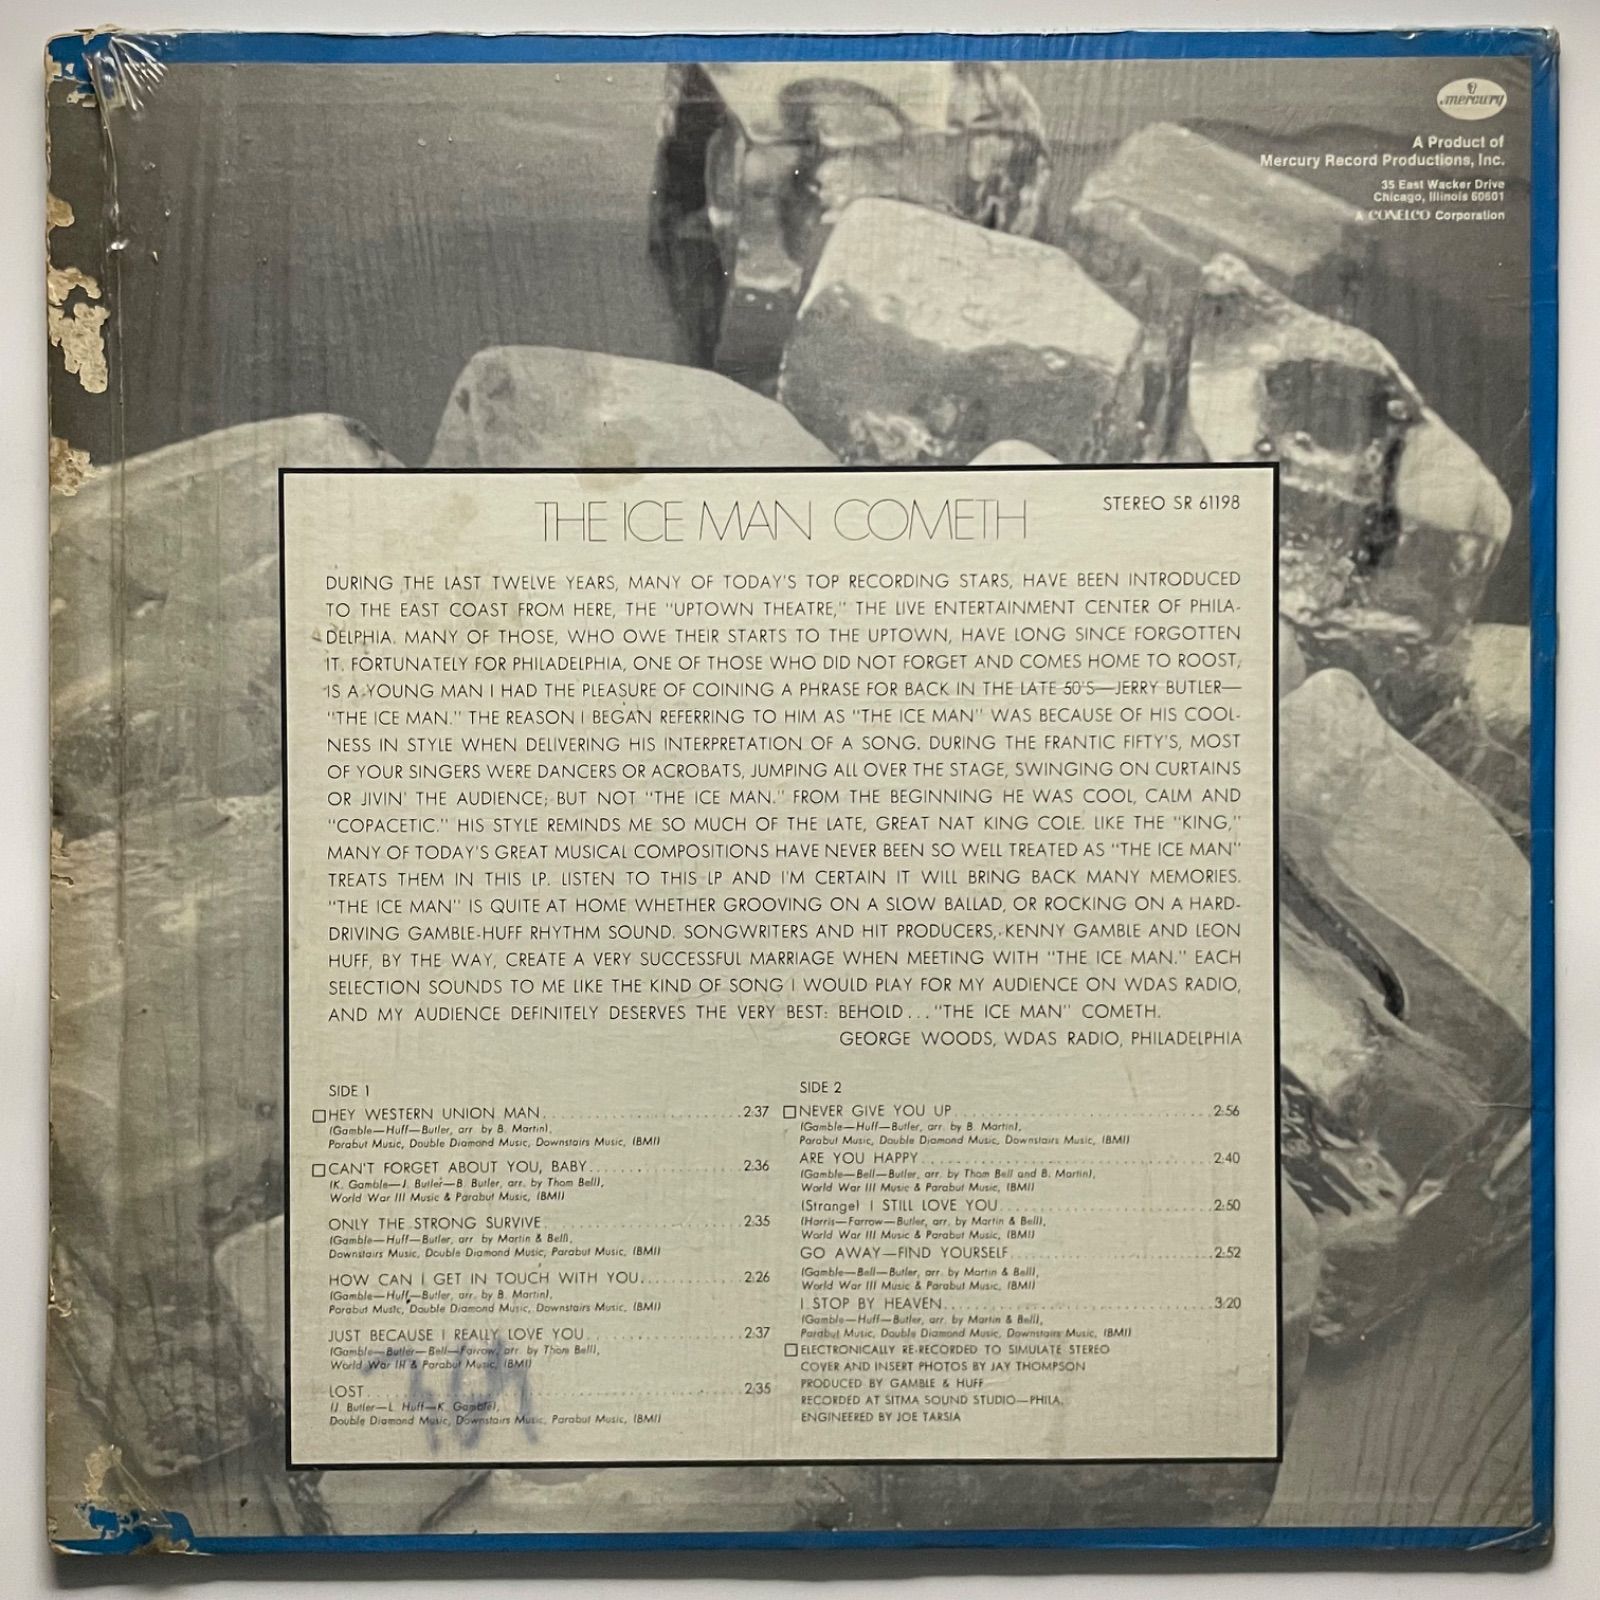 mercury
A Product of
Mercury Record Productions, Inc.
35 East Wacker Drive
Chicago, Illinois 60601
A CONELCO Corporation
THE ICE MAN COMETH
STEREO SR 61198
DURING THE LAST TWELVE YEARS, MANY OF TODAY'S TOP RECORDING STARS, HAVE BEEN INTRODUCED
TO THE EAST COAST FROM HERE, THE "UPTOWN THEATRE," THE LIVE ENTERTAINMENT CENTER OF PHILA-
DELPHIA. MANY OF THOSE, WHO OWE THEIR STARTS TO THE UPTOWN, HAVE LONG SINCE FORGOTTEN
IT. FORTUNATELY FOR PHILADELPHIA, ONE OF THOSE WHO DID NOT FORGET AND COMES HOME TO ROOST,
IS A YOUNG MAN I HAD THE PLEASURE OF COINING A PHRASE FOR BACK IN THE LATE 50'S—JERRY BUTLER—
"THE ICE MAN." THE REASON I BEGAN REFERRING TO HIM AS "THE ICE MAN" WAS BECAUSE OF HIS COOL-
NESS IN STYLE WHEN DELIVERING HIS INTERPRETATION OF A SONG. DURING THE FRANTIC FIFTY'S, MOST
OF YOUR SINGERS WERE DANCERS OR ACROBATS, JUMPING ALL OVER THE STAGE, SWINGING ON CURTAINS
OR JIVIN' THE AUDIENCE; BUT NOT "THE ICE MAN." FROM THE BEGINNING HE WAS COOL, CALM AND
"COPACETIC." HIS STYLE REMINDS ME SO MUCH OF THE LATE, GREAT NAT KING COLE. LIKE THE "KING,"
MANY OF TODAY'S GREAT MUSICAL COMPOSITIONS HAVE NEVER BEEN SO WELL TREATED AS "THE ICE MAN"
TREATS THEM IN THIS LP. LISTEN TO THIS LP AND I'M CERTAIN IT WILL BRING BACK MANY MEMORIES.
"THE ICE MAN" IS QUITE AT HOME WHETHER GROOVING ON A SLOW BALLAD, OR ROCKING ON A HARD-
DRIVING GAMBLE-HUFF RHYTHM SOUND. SONGWRITERS AND HIT PRODUCERS, KENNY GAMBLE AND LEON
HUFF, BY THE WAY, CREATE A VERY SUCCESSFUL MARRIAGE WHEN MEETING WITH "THE ICE MAN." EACH
SELECTION SOUNDS TO ME LIKE THE KIND OF SONG I WOULD PLAY FOR MY AUDIENCE ON WDAS RADIO,
AND MY AUDIENCE DEFINITELY DESERVES THE VERY BEST: BEHOLD... "THE ICE MAN" COMETH.
GEORGE WOODS, WDAS RADIO, PHILADELPHIA
SIDE 1
HEY WESTERN UNION MAN 2:37
(Gamble—Huff—Butler, arr. by B. Martin),
Parabut Music, Double Diamond Music, Downstairs Music, (BMI)
CAN'T FORGET ABOUT YOU, BABY 2:36
(K. Gamble—J. Butler—B. Butler, arr. by Thom Bell),
World War III Music & Parabut Music, (BMI)
ONLY THE STRONG SURVIVE 2:35
(Gamble—Huff—Butler, arr by Martin & Bell),
Downstairs Music, Double Diamond Music, Parabut Music, (BMI)
HOW CAN I GET IN TOUCH WITH YOU 2:26
(Gamble—Huff—Butler, arr. by B. Martin),
Parabut Music, Double Diamond Music, Downstairs Music, (BMI)
JUST BECAUSE I REALLY LOVE YOU 2:37
(Gamble—Butler—Bell—Farrow, arr. by Thom Bell),
World War III & Parabut Music, (BMI)
LOST 2:35
(J. Butler—L. Huff—K. Gamble),
Double Diamond Music, Downstairs Music, Parabut Music, (BMI)
SIDE 2
NEVER GIVE YOU UP 2:56
(Gamble—Huff—Butler, arr. by B. Martin),
Parabut Music, Double Diamond Music, Downstairs Music, (BMI)
ARE YOU HAPPY 2:40
(Gamble—Bell—Butler, arr. by Thom Bell and B. Martin),
World War III Music & Parabut Music, (BMI)
(Strange) I STILL LOVE YOU 2:50
(Harris—Farrow—Butler, arr. by Martin & Bell),
World War III Music & Parabut Music, (BMI)
GO AWAY—FIND YOURSELF 2:52
(Gamble—Bell—Butler, arr by Martin & Bell),
World War III Music & Parabut Music, (BMI)
I STOP BY HEAVEN 3:20
(Gamble—Huff—Butler, arr. by Martin & Bell),
Parabut Music, Double Diamond Music, Downstairs Music, (BMI)
ELECTRONICALLY RE-RECORDED TO SIMULATE STEREO
COVER AND INSERT PHOTOS BY JAY THOMPSON
PRODUCED BY GAMBLE & HUFF
RECORDED AT SITMA SOUND STUDIO—PHILA.
ENGINEERED BY JOE TARSIA